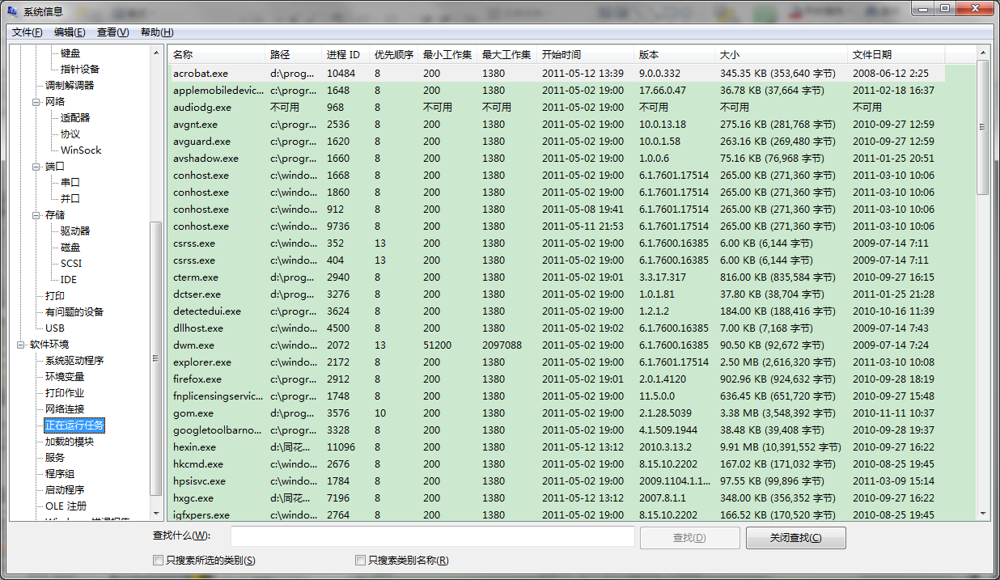 系统信息
文件(F) 编辑(E) 查看(V) 帮助(H)
键盘
指针设备
调制解调器
网络
适配器
协议
WinSock
端口
串口
并口
存储
驱动器
磁盘
SCSI
IDE
打印
有问题的设备
USB
软件环境
系统驱动程序
环境变量
打印作业
网络连接
正在运行任务
加载的模块
服务
程序组
启动程序
OLE 注册
名称 路径 进程 ID 优先顺序 最小工作集 最大工作集 开始时间 版本 大小 文件日期
acrobat.exe d:\prog... 10484 8 200 1380 2011-05-12 13:39 9.0.0.332 345.35 KB (353,640 字节) 2008-06-12 2:25
applemobiledevic... c:\progr... 1648 8 200 1380 2011-05-02 19:00 17.66.0.47 36.78 KB (37,664 字节) 2011-02-18 16:37
audiodg.exe 不可用 968 8 不可用 不可用 2011-05-02 19:00 不可用 不可用 不可用
avgnt.exe c:\progr... 2536 8 200 1380 2011-05-02 19:00 10.0.13.18 275.16 KB (281,768 字节) 2010-09-27 12:59
avguard.exe c:\progr... 1620 8 200 1380 2011-05-02 19:00 10.0.1.58 263.16 KB (269,480 字节) 2010-09-27 12:59
avshadow.exe c:\progr... 1660 8 200 1380 2011-05-02 19:00 1.0.0.6 75.16 KB (76,968 字节) 2011-01-25 20:51
conhost.exe c:\windo... 1668 8 200 1380 2011-05-02 19:00 6.1.7601.17514 265.00 KB (271,360 字节) 2011-03-10 10:06
conhost.exe c:\windo... 1860 8 200 1380 2011-05-02 19:00 6.1.7601.17514 265.00 KB (271,360 字节) 2011-03-10 10:06
conhost.exe c:\windo... 912 8 200 1380 2011-05-08 19:41 6.1.7601.17514 265.00 KB (271,360 字节) 2011-03-10 10:06
conhost.exe c:\windo... 9736 8 200 1380 2011-05-11 21:53 6.1.7601.17514 265.00 KB (271,360 字节) 2011-03-10 10:06
csrss.exe c:\windo... 352 13 200 1380 2011-05-02 19:00 6.1.7600.16385 6.00 KB (6,144 字节) 2009-07-14 7:11
csrss.exe c:\windo... 404 13 200 1380 2011-05-02 19:00 6.1.7600.16385 6.00 KB (6,144 字节) 2009-07-14 7:11
cterm.exe d:\prog... 2940 8 200 1380 2011-05-02 19:01 3.3.17.317 816.00 KB (835,584 字节) 2010-09-27 16:15
dctser.exe d:\prog... 3276 8 200 1380 2011-05-02 19:00 1.0.1.81 37.80 KB (38,704 字节) 2011-01-25 21:28
detectedui.exe c:\progr... 3624 8 200 1380 2011-05-02 19:00 1.2.1.2 184.00 KB (188,416 字节) 2010-10-16 11:39
dllhost.exe c:\windo... 4500 8 200 1380 2011-05-02 19:02 6.1.7600.16385 7.00 KB (7,168 字节) 2009-07-14 7:43
dwm.exe c:\windo... 2072 13 51200 2097088 2011-05-02 19:00 6.1.7600.16385 90.50 KB (92,672 字节) 2009-07-14 7:24
explorer.exe c:\windo... 2172 8 200 1380 2011-05-02 19:00 6.1.7601.17514 2.50 MB (2,616,320 字节) 2011-03-10 10:08
firefox.exe c:\progr... 2912 8 200 1380 2011-05-02 19:01 2.0.1.4120 902.96 KB (924,632 字节) 2010-09-28 18:19
fnplicensingservic... c:\progr... 1748 8 200 1380 2011-05-02 19:00 11.5.0.0 636.45 KB (651,720 字节) 2010-09-27 15:48
gom.exe d:\prog... 3576 10 200 1380 2011-05-02 19:00 2.1.28.5039 3.38 MB (3,548,392 字节) 2010-11-11 10:37
googletoolbarno... c:\progr... 3328 8 200 1380 2011-05-02 19:00 4.1.509.1944 38.48 KB (39,408 字节) 2010-09-28 19:37
hexin.exe d:\同花... 11096 8 200 1380 2011-05-12 13:12 2010.3.13.2 9.91 MB (10,391,552 字节) 2010-09-27 16:22
hkcmd.exe c:\windo... 2676 8 200 1380 2011-05-02 19:00 8.15.10.2202 167.02 KB (171,032 字节) 2010-08-25 19:45
hpsisvc.exe c:\windo... 1784 8 200 1380 2011-05-02 19:00 2009.1104.1.1... 97.55 KB (99,896 字节) 2011-03-09 15:14
hxgc.exe d:\同花... 7196 8 200 1380 2011-05-12 13:12 2007.8.1.1 348.00 KB (356,352 字节) 2010-09-27 16:22
igfxpers.exe c:\windo... 2764 8 200 1380 2011-05-02 19:00 8.15.10.2202 166.52 KB (170,520 字节) 2010-08-25 19:45
查找什么(W): 查找(D) 关闭查找(C)
只搜索所选的类别(S) 只搜索类别名称(R)